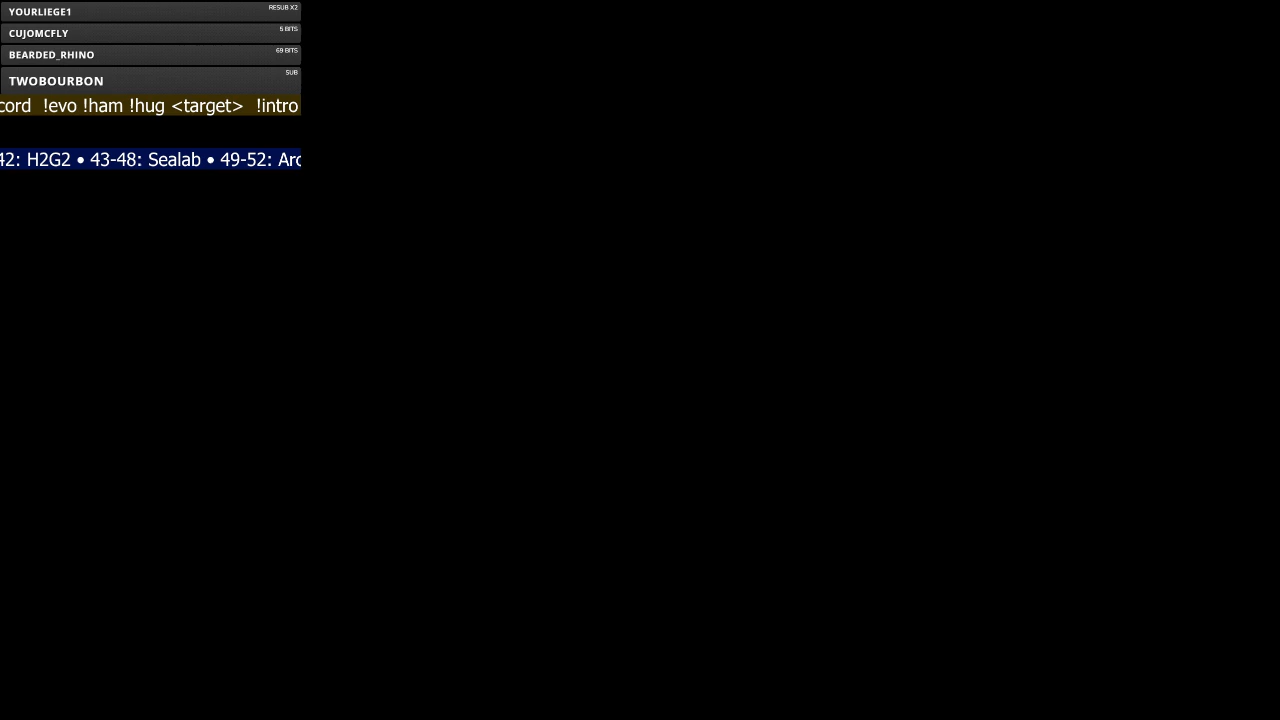 YOURLIEGE1 RESUB X2
CUJOMCFLY 5 BITS
BEARDED_RHINO 69 BITS
TWOBOURBON SUB
cord !evo !ham !hug <target> !intro
42: H2G2 • 43-48: Sealab • 49-52: Arc